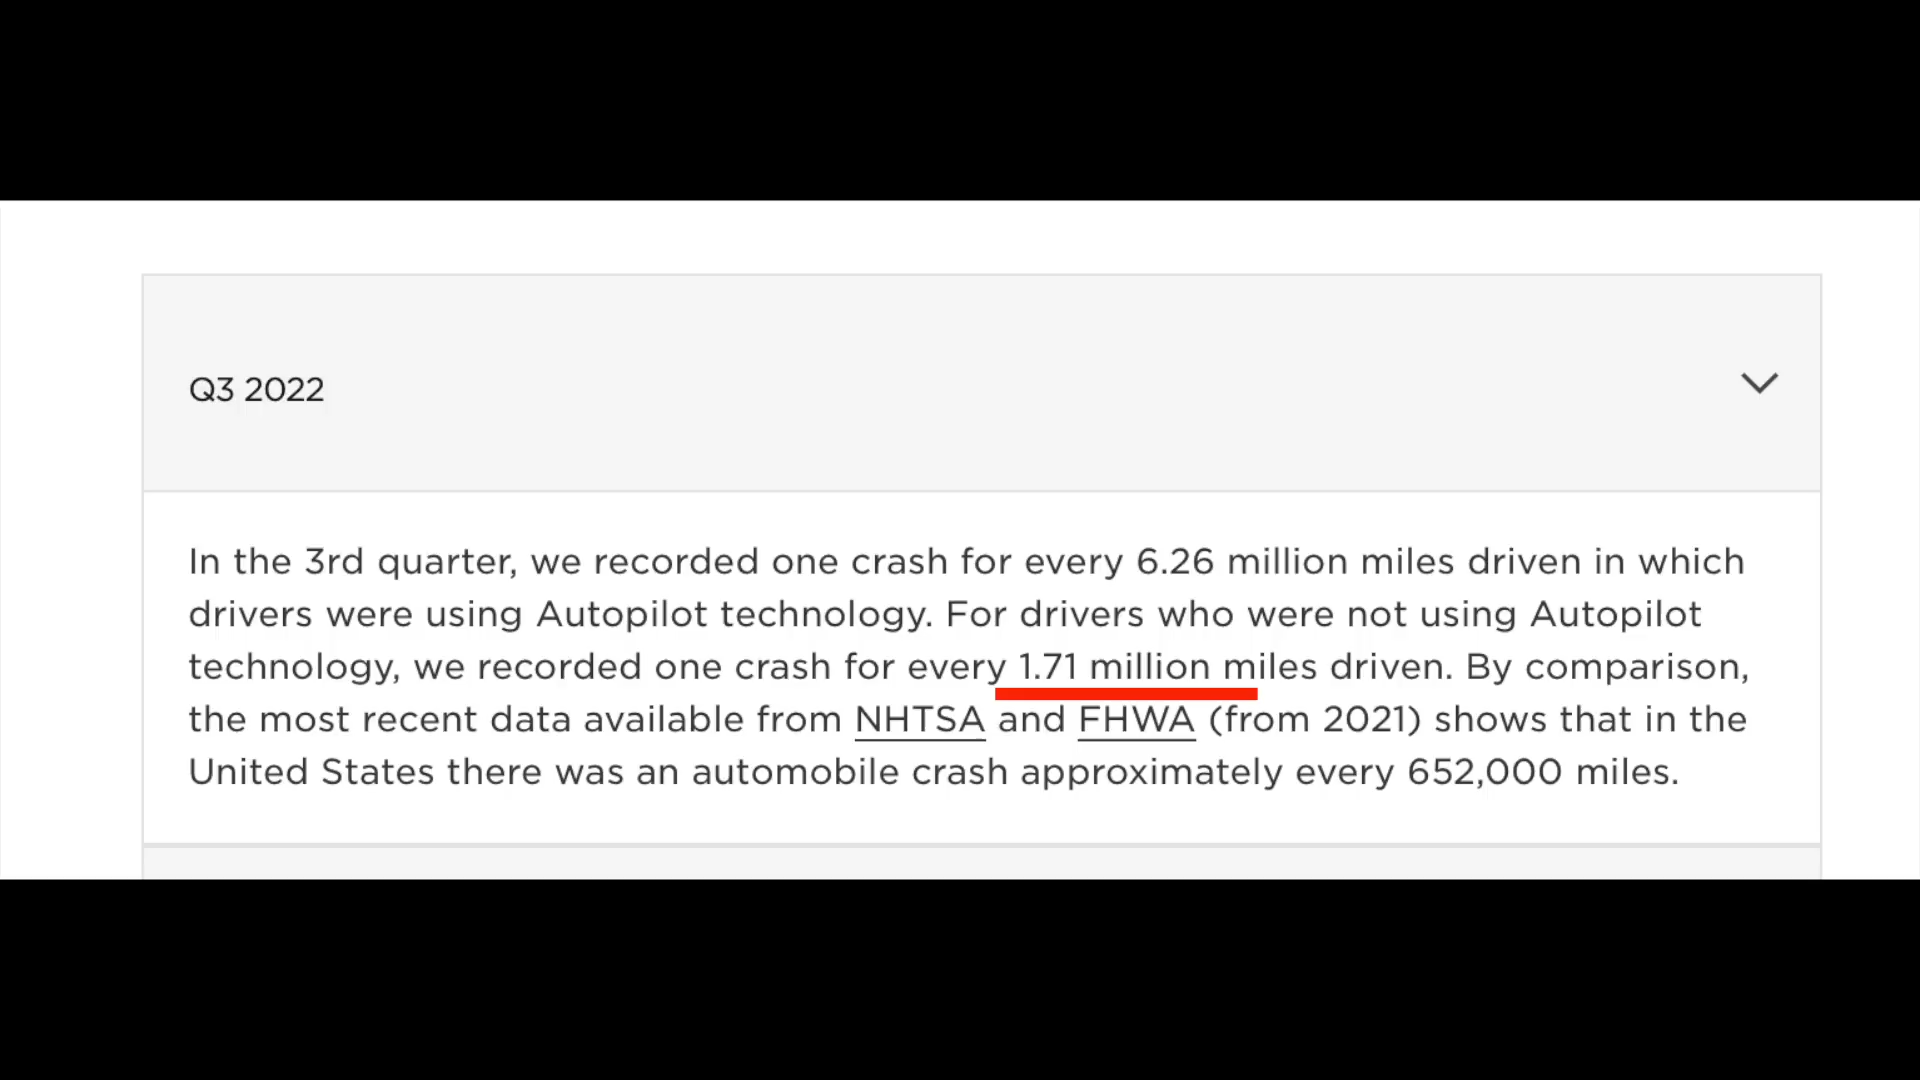 Q3 2022
In the 3rd quarter, we recorded one crash for every 6.26 million miles driven in which
drivers were using Autopilot technology. For drivers who were not using Autopilot
technology, we recorded one crash for every 1.71 million miles driven. By comparison,
the most recent data available from NHTSA and FHWA (from 2021) shows that in the
United States there was an automobile crash approximately every 652,000 miles.